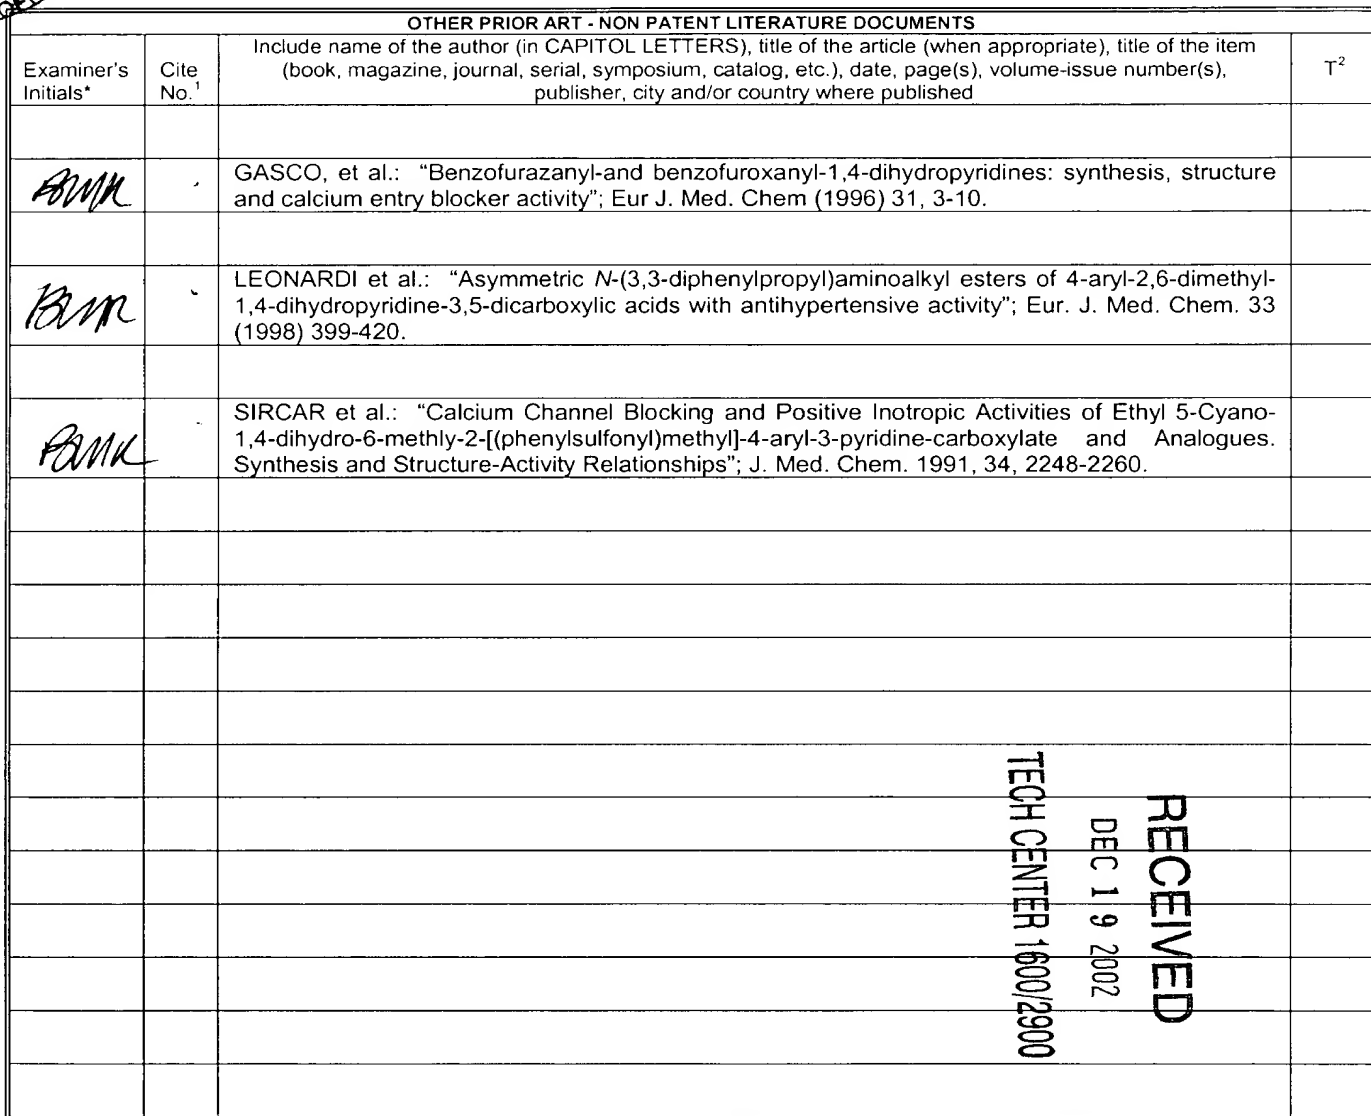 OTHER PRIOR ART - NON PATENT LITERATURE DOCUMENTS
Examiner's Initials*
Cite No.¹
Include name of the author (in CAPITOL LETTERS), title of the article (when appropriate), title of the item
(book, magazine, journal, serial, symposium, catalog, etc.), date, page(s), volume-issue number(s),
publisher, city and/or country where published
T²
GASCO, et al.: "Benzofurazanyl-and benzofuroxanyl-1,4-dihydropyridines: synthesis, structure
and calcium entry blocker activity"; Eur J. Med. Chem (1996) 31, 3-10.
LEONARDI et al.: "Asymmetric N-(3,3-diphenylpropyl)aminoalkyl esters of 4-aryl-2,6-dimethyl-
1,4-dihydropyridine-3,5-dicarboxylic acids with antihypertensive activity"; Eur. J. Med. Chem. 33
(1998) 399-420.
SIRCAR et al.: "Calcium Channel Blocking and Positive Inotropic Activities of Ethyl 5-Cyano-
1,4-dihydro-6-methly-2-[(phenylsulfonyl)methyl]-4-aryl-3-pyridine-carboxylate and Analogues.
Synthesis and Structure-Activity Relationships"; J. Med. Chem. 1991, 34, 2248-2260.
RECEIVED
DEC 19 2002
TECH CENTER 1600/2900